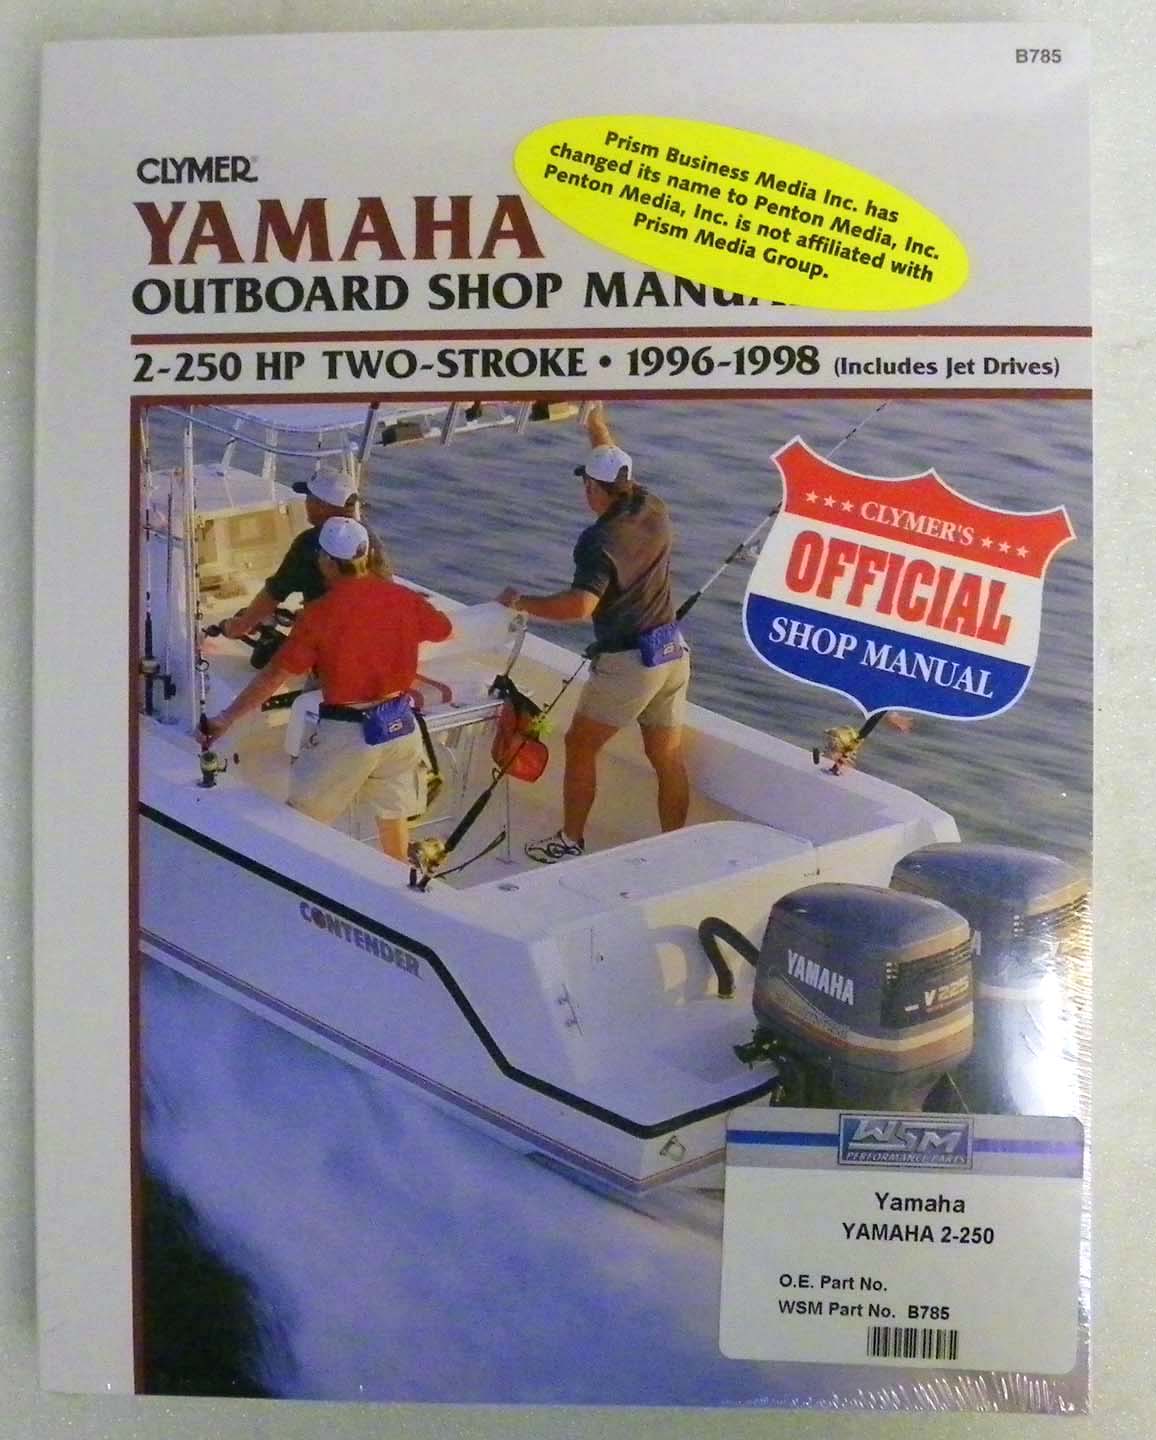 B785
CLYMER®
YAMAHA
OUTBOARD SHOP
Prism Business Media Inc. has
changed its name to Penton Media, Inc.
Penton Media, Inc. is not affiliated with
Prism Media Group.
2-250 HP TWO-STROKE • 1996-1998 (Includes Jet Drives)
★★★ CLYMER'S ★★★
OFFICIAL
SHOP MANUAL
CONTENDER
YAMAHA
V 225
WSM
PERFORMANCE PARTS
Yamaha
YAMAHA 2-250
O.E. Part No.
WSM Part No. B785